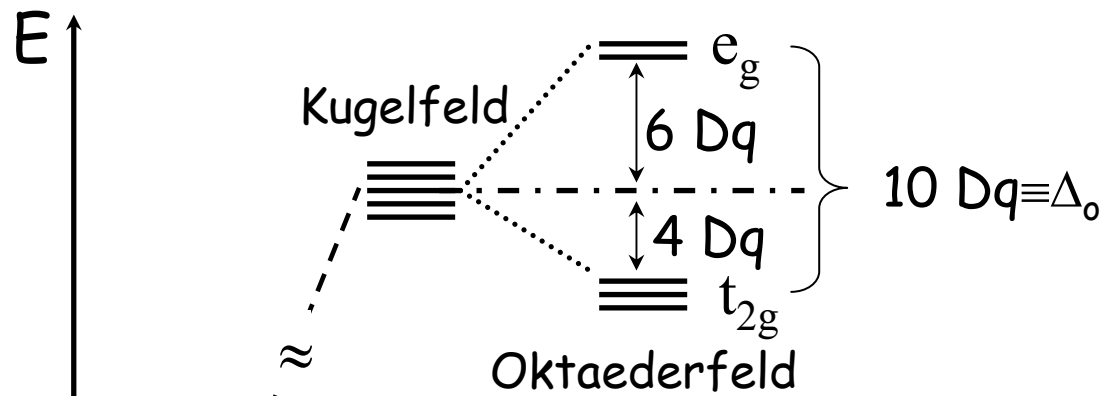 E
e_g
Kugelfeld
6 Dq
10 Dq≡Δ_o
4 Dq
t_2g
≈
Oktaederfeld